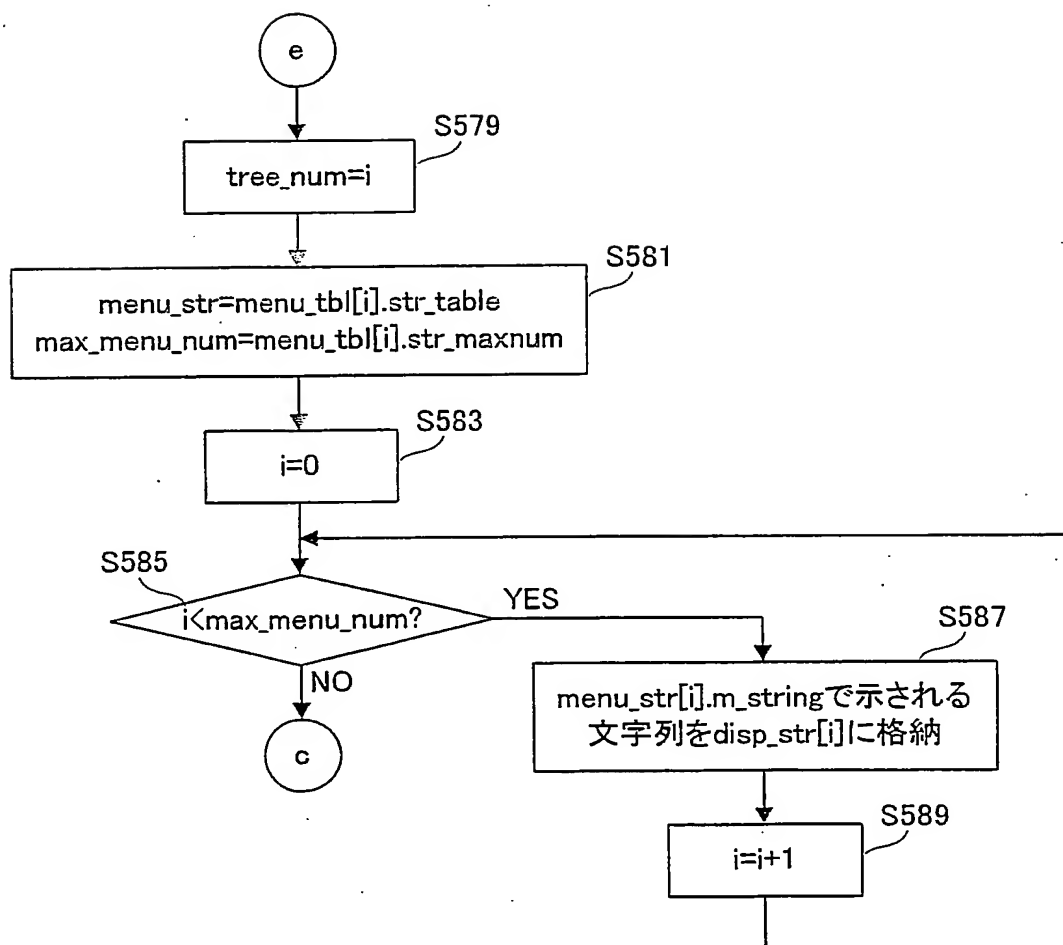 e
S579
tree_num=i
S581
menu_str=menu_tbl[i].str_table
max_menu_num=menu_tbl[i].str_maxnum
S583
i=0
S585
i<max_menu_num?
YES
NO
c
S587
menu_str[i].m_stringで示される
文字列をdisp_str[i]に格納
S589
i=i+1